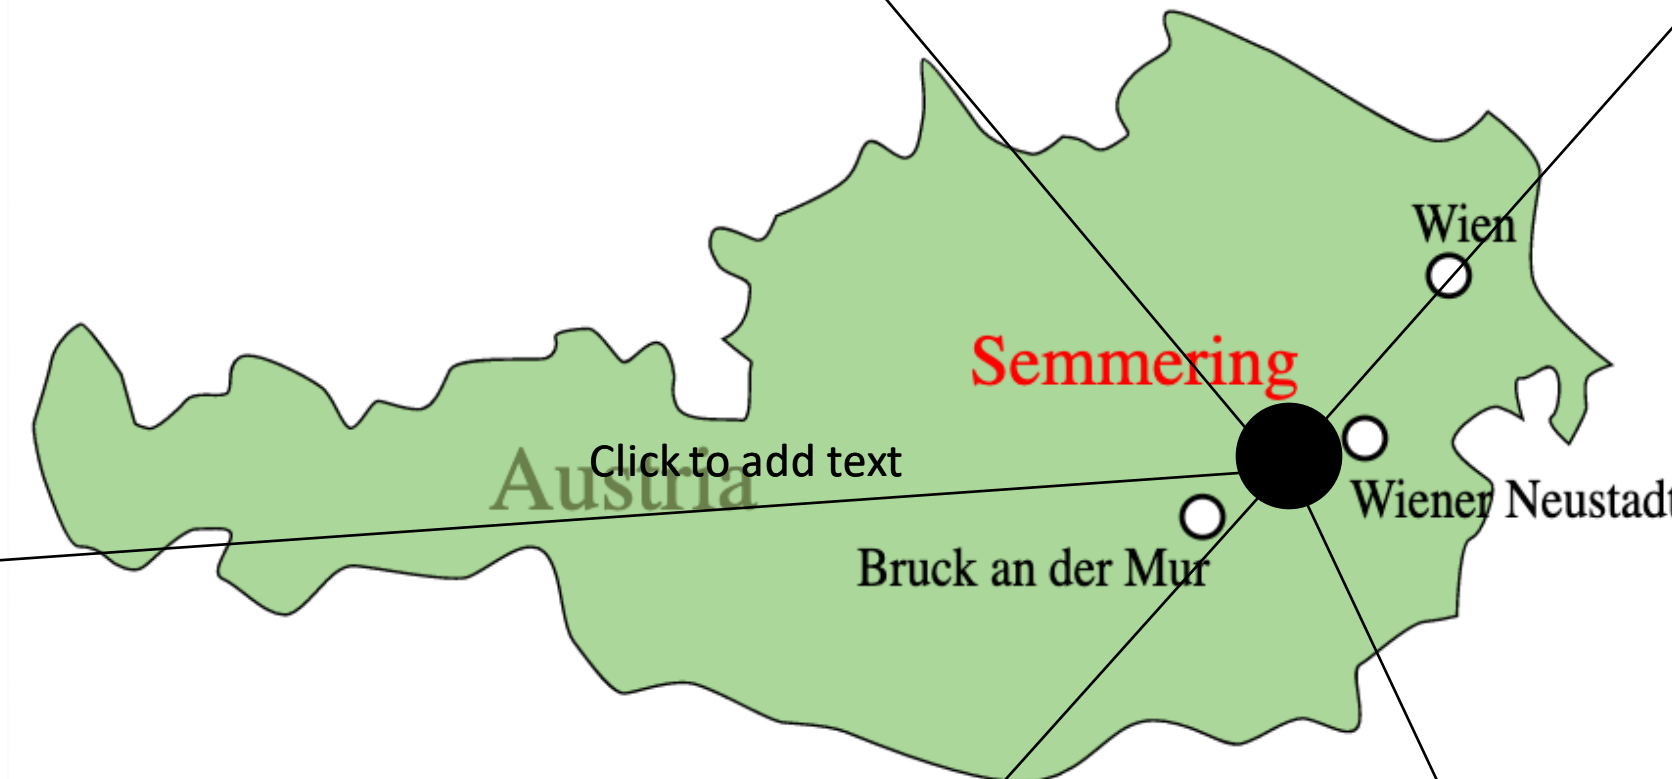 Wien
Semmering
Austria
Click to add text
Wiener Neustadt
Bruck an der Mur